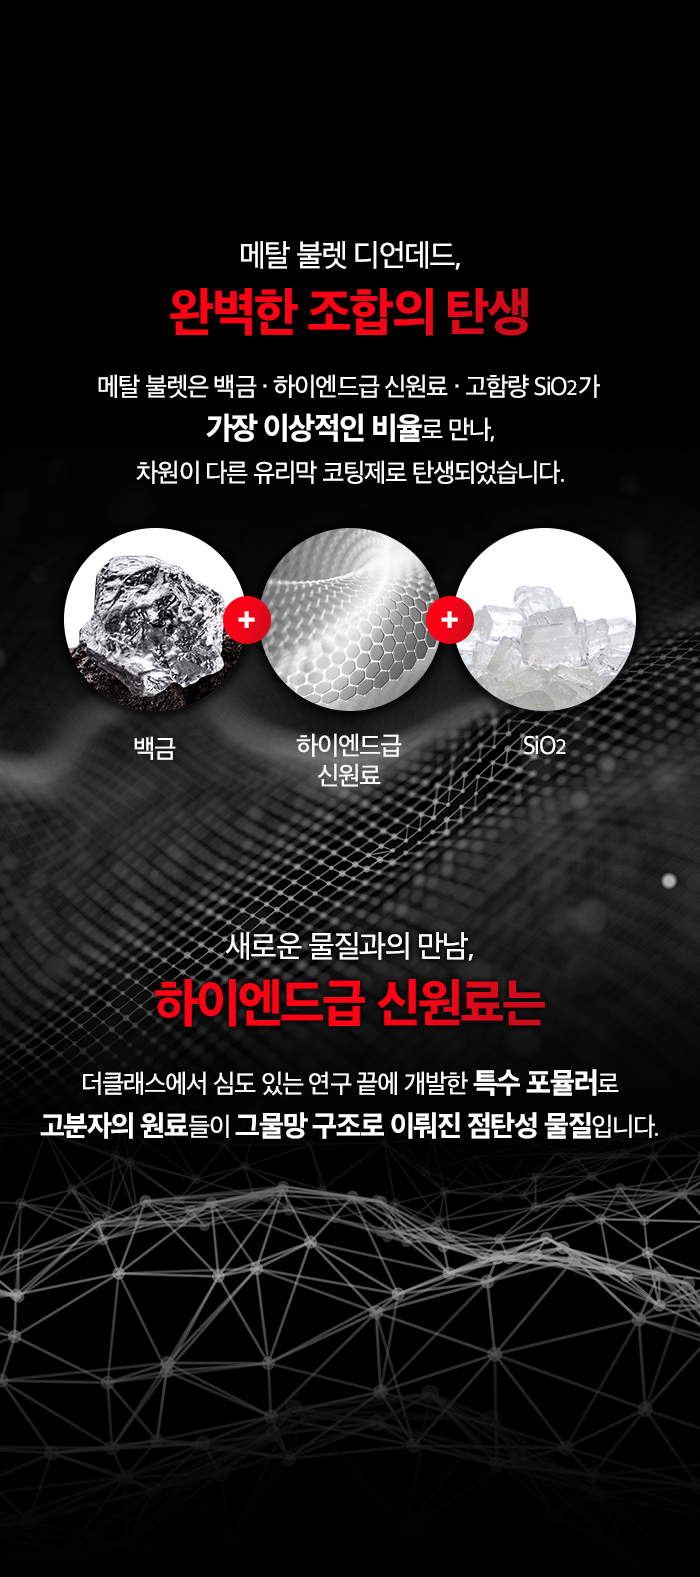 메탈 불렛 디언데드,
완벽한 조합의 탄생
메탈 불렛은 백금 · 하이엔드급 신원료 · 고함량 SiO2가
가장 이상적인 비율로 만나,
차원이 다른 유리막 코팅제로 탄생되었습니다.
백금
하이엔드급
신원료
SiO2
새로운 물질과의 만남,
하이엔드급 신원료는
더클래스에서 심도 있는 연구 끝에 개발한 특수 포뮬러로
고분자의 원료들이 그물망 구조로 이뤄진 점탄성 물질입니다.